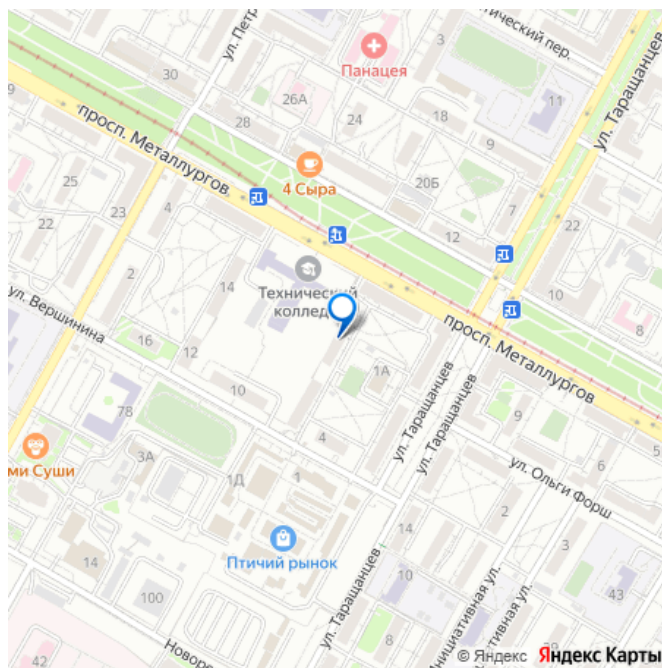 ул. Петр
тический пер.
Панацея
3
30
26А
24
11
ул. Таращанцев
9
просп. Металлургов
28
18
9
4 Сыра
20Б
25
22
23
4
7
22
12
2
14
Технический
колледж
10
8
ул. Вершинина
16
12
просп. Металлургов
1А
10
78
4
ул. Таращанцев
ул. Таращанцев
9
5
6
ми Суши
3А
1Д
1
ул. Ольги Форш
2
14
Птичий рынок
3
14
10
100
43
ул. Таращанцев
Инициативная ул.
42
Новоро
8
© Яндекс Яндекс Карты